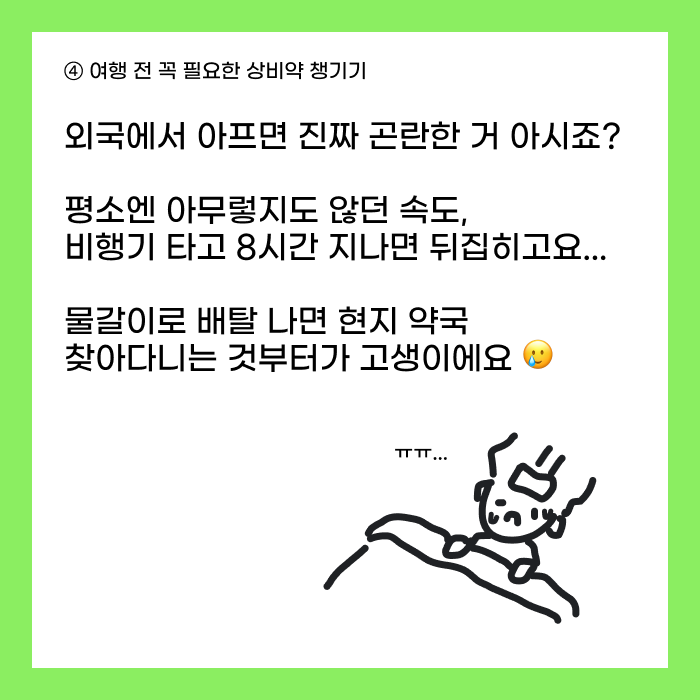 ④ 여행 전 꼭 필요한 상비약 챙기기
외국에서 아프면 진짜 곤란한 거 아시죠?
평소엔 아무렇지도 않던 속도,
비행기 타고 8시간 지나면 뒤집히고요...
물갈이로 배탈 나면 현지 약국
찾아다니는 것부터가 고생이에요 🥲
ㅠㅠ...